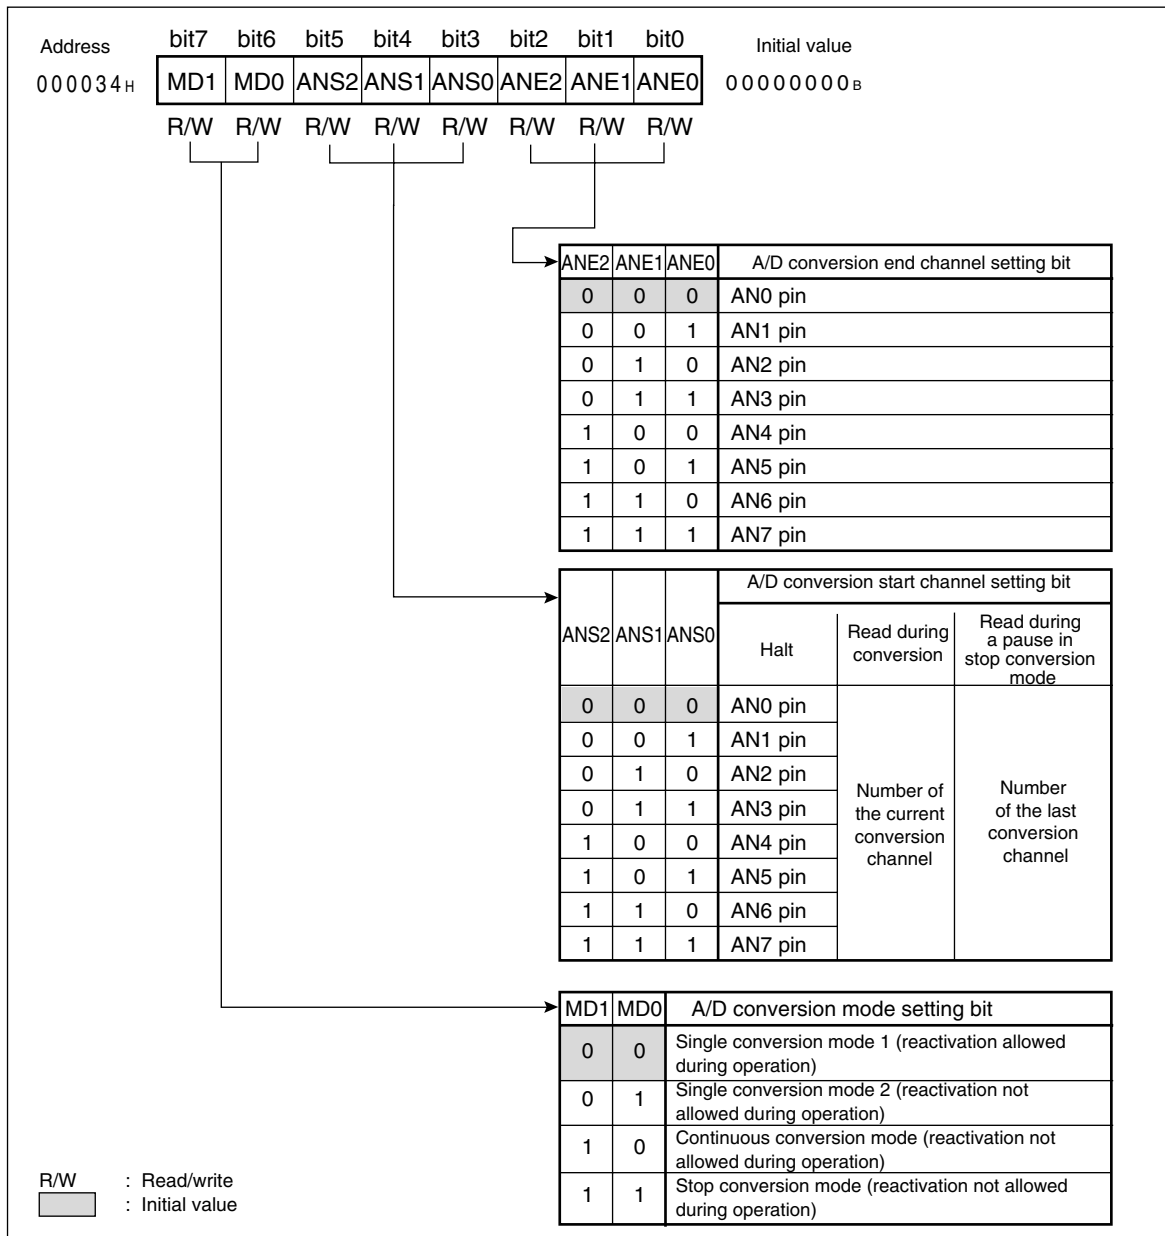 bit7 bit6 bit5 bit4 bit3 bit2 bit1 bit0
Address Initial value
000034H MD1 MD0 ANS2 ANS1 ANS0 ANE2 ANE1 ANE0 00000000B
R/W R/W R/W R/W R/W R/W R/W R/W
ANE2 ANE1 ANE0 A/D conversion end channel setting bit
0 0 0 AN0 pin
0 0 1 AN1 pin
0 1 0 AN2 pin
0 1 1 AN3 pin
1 0 0 AN4 pin
1 0 1 AN5 pin
1 1 0 AN6 pin
1 1 1 AN7 pin
A/D conversion start channel setting bit
ANS2 ANS1 ANS0
Halt
Read during
conversion
Read during
a pause in
stop conversion
mode
0 0 0 AN0 pin
0 0 1 AN1 pin
0 1 0 AN2 pin
0 1 1 AN3 pin
1 0 0 AN4 pin
1 0 1 AN5 pin
1 1 0 AN6 pin
1 1 1 AN7 pin
Number of
the current
conversion
channel
Number
of the last
conversion
channel
MD1 MD0 A/D conversion mode setting bit
0 0 Single conversion mode 1 (reactivation allowed
during operation)
0 1 Single conversion mode 2 (reactivation not
allowed during operation)
1 0 Continuous conversion mode (reactivation not
allowed during operation)
1 1 Stop conversion mode (reactivation not allowed
during operation)
R/W : Read/write
: Initial value